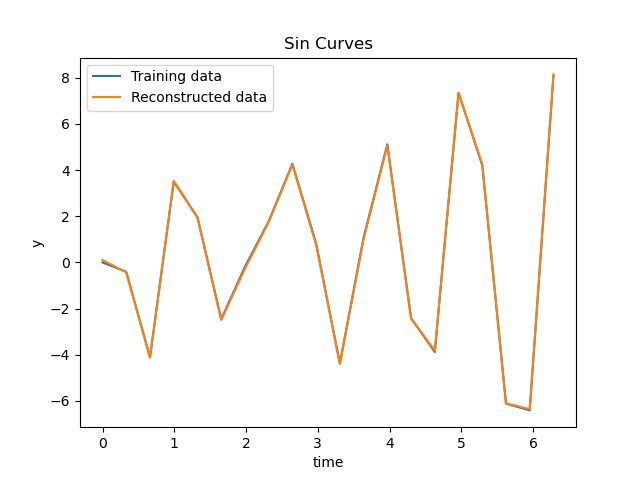 Sin Curves
Training data
Reconstructed data
8
6
4
2
0
−2
−4
−6
y
0 1 2 3 4 5 6
time